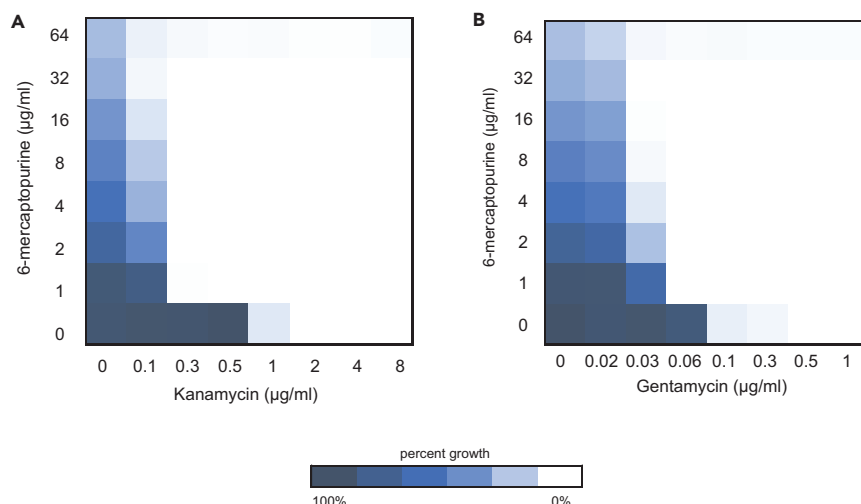 A
6-mercaptopurine (µg/ml)
64
32
16
8
4
2
1
0
0 0.1 0.3 0.5 1 2 4 8
Kanamycin (µg/ml)
B
6-mercaptopurine (µg/ml)
64
32
16
8
4
2
1
0
0 0.02 0.03 0.06 0.1 0.3 0.5 1
Gentamycin (µg/ml)
percent growth
100% 0%